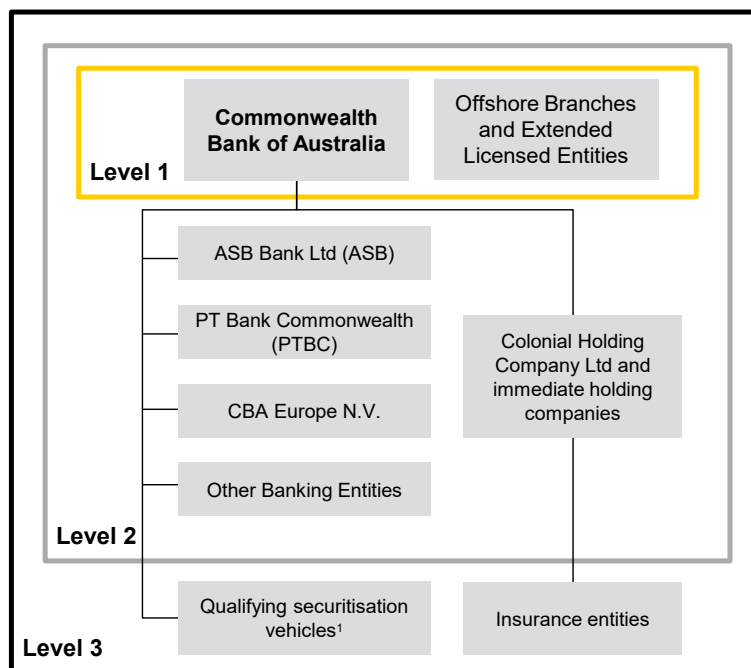 Commonwealth
Bank of Australia
Offshore Branches
and Extended
Licensed Entities
Level 1
ASB Bank Ltd (ASB)
PT Bank Commonwealth
(PTBC)
Colonial Holding
Company Ltd and
immediate holding
companies
CBA Europe N.V.
Other Banking Entities
Level 2
Qualifying securitisation
vehicles¹
Insurance entities
Level 3